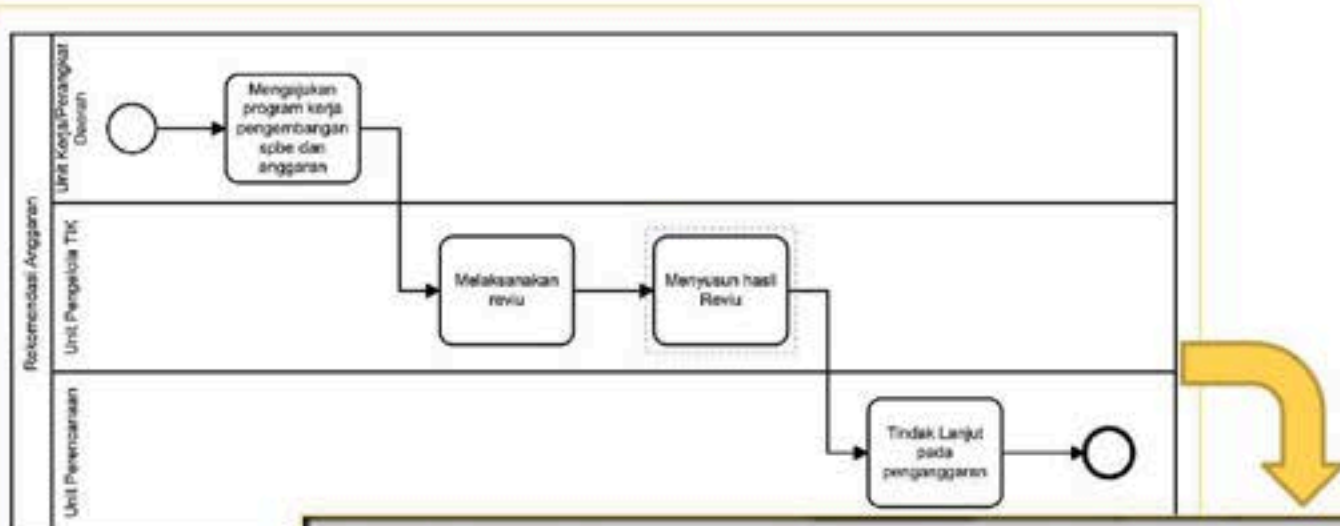 Rekomendasi Anggaran
Unit Kerja/Perangkat
Daerah
Mengajukan
program kerja
pengembangan
spbe dan
anggaran
Unit Pengelola TIK
Melaksanakan
reviu
Menyusun hasil
Reviu
Unit Perencanaan
Tindak Lanjut
pada
penganggaran